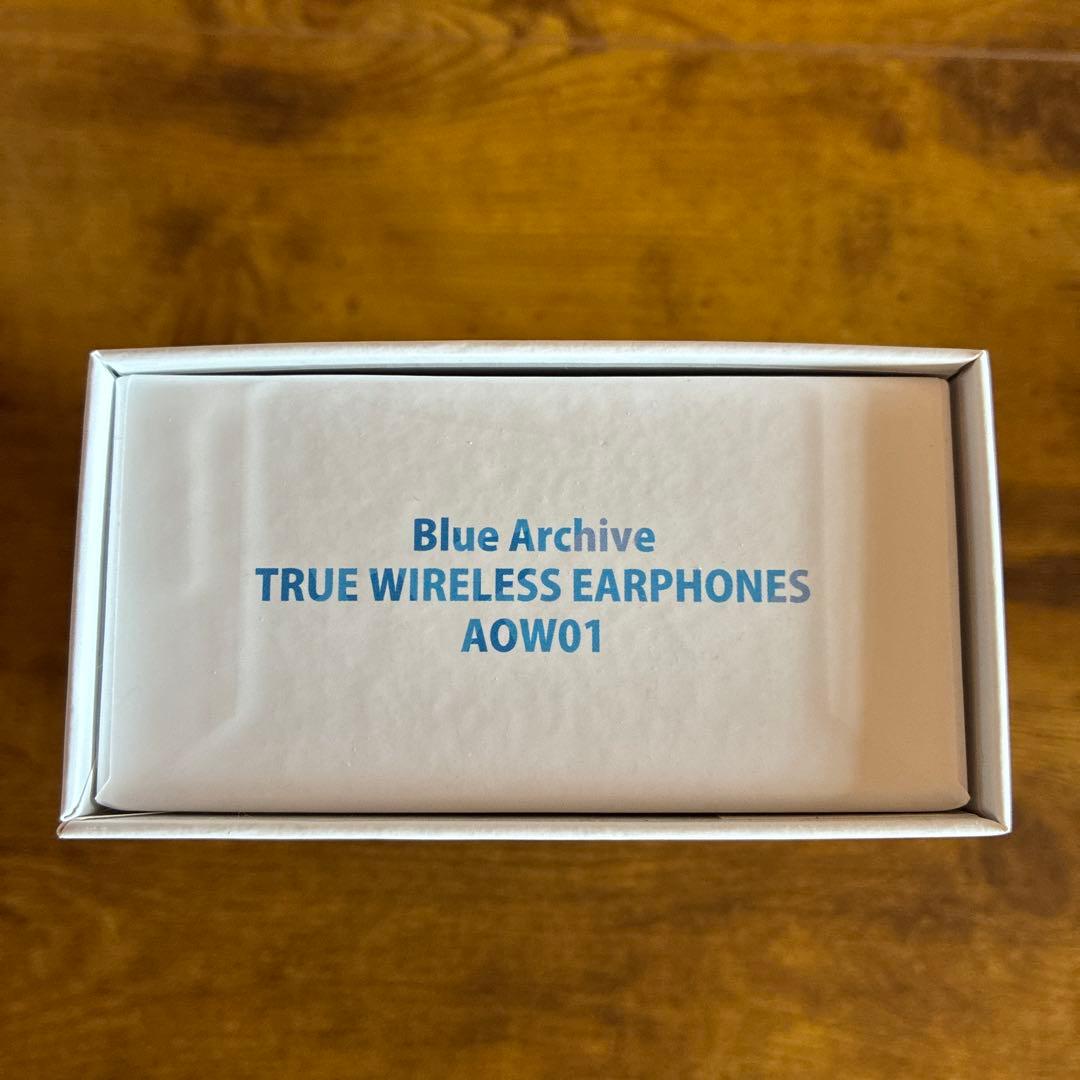 Blue Archive
TRUE WIRELESS EARPHONES
AOW01